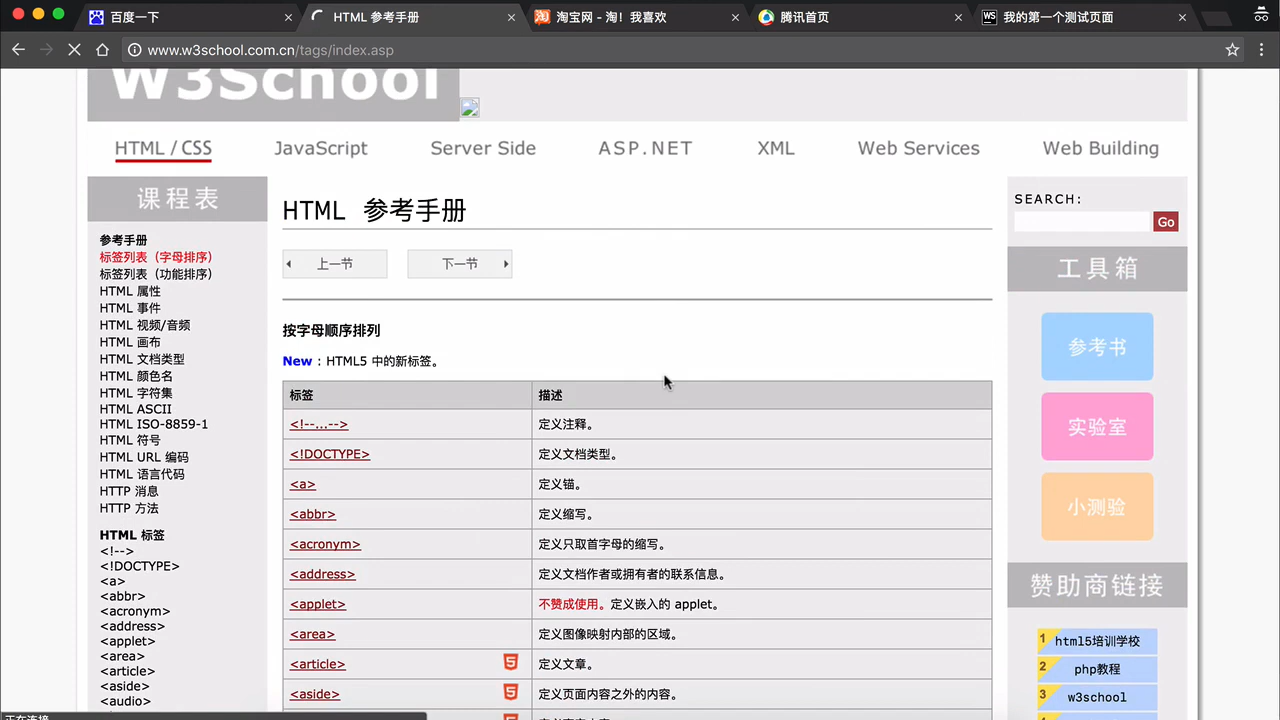 百度一下
HTML 参考手册
淘宝网 - 淘！我喜欢
腾讯首页
我的第一个测试页面
www.w3school.com.cn/tags/index.asp
W3School
HTML / CSS
JavaScript
Server Side
ASP.NET
XML
Web Services
Web Building
课程表
参考手册
标签列表（字母排序）
标签列表（功能排序）
HTML 属性
HTML 事件
HTML 视频/音频
HTML 画布
HTML 文档类型
HTML 颜色名
HTML 字符集
HTML ASCII
HTML ISO-8859-1
HTML 符号
HTML URL 编码
HTML 语言代码
HTTP 消息
HTTP 方法
HTML 标签
<!-->
<!DOCTYPE>
<a>
<abbr>
<acronym>
<address>
<applet>
<area>
<article>
<aside>
<audio>
HTML 参考手册
上一节
下一节
按字母顺序排列
New：HTML5 中的新标签。
标签 描述
<!--...--> 定义注释。
<!DOCTYPE> 定义文档类型。
<a> 定义锚。
<abbr> 定义缩写。
<acronym> 定义只取首字母的缩写。
<address> 定义文档作者或拥有者的联系信息。
<applet> 不赞成使用。定义嵌入的 applet。
<area> 定义图像映射内部的区域。
<article> 5 定义文章。
<aside> 5 定义页面内容之外的内容。
SEARCH:
Go
工具箱
参考书
实验室
小测验
赞助商链接
1 html5培训学校
2 php教程
3 w3school